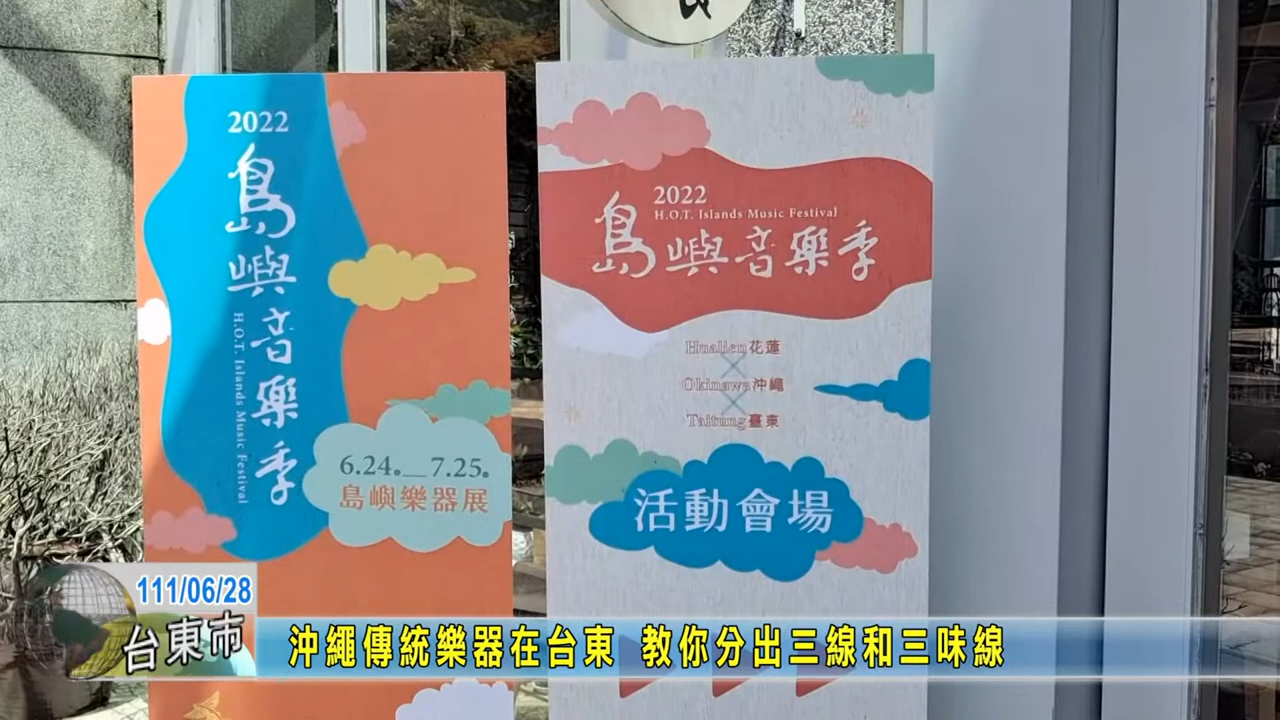 2022
島嶼音樂季
H.O.T. Islands Music Festival
6.24. — 7.25.
島嶼樂器展
2022
H.O.T. Islands Music Festival
島嶼音樂季
Hualien花蓮
×
Okinawa沖繩
×
Taitung臺東
活動會場
111/06/28
台東市
沖繩傳統樂器在台東 教你分出三線和三味線